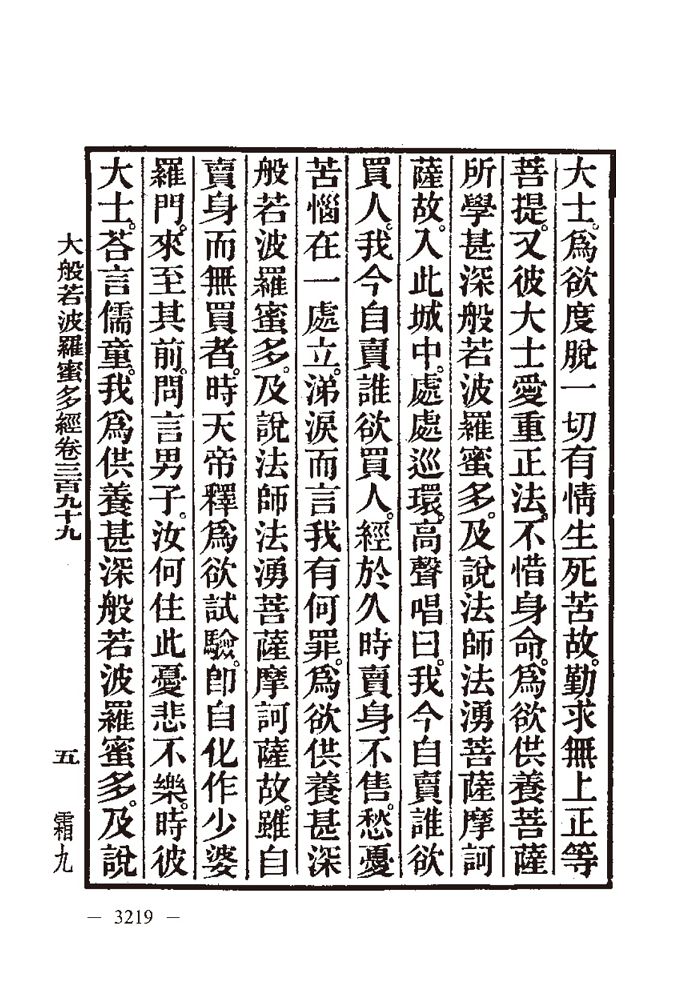 大士。爲欲度脫一切有情生死苦故。勤求無上正等
菩提。又彼大士愛重正法。不惜身命。爲欲供養菩薩
所學甚深般若波羅蜜多。及說法師法湧菩薩摩訶
薩故。入此城中。處處巡環。高聲唱曰。我今自賣誰欲
買人。我今自賣誰欲買人。經於久時賣身不售。愁憂
苦惱在一處立。涕淚而言我有何罪。爲欲供養甚深
般若波羅蜜多。及說法師法湧菩薩摩訶薩故。雖自
賣身而無買者。時天帝釋爲欲試驗。卽自化作少婆
羅門。來至其前。問言男子。汝何住此憂悲不樂。時彼
大士。荅言儒童。我爲供養甚深般若波羅蜜多。及說
大般若波羅蜜多經卷三百九十九 五 霜九
— 3219 —